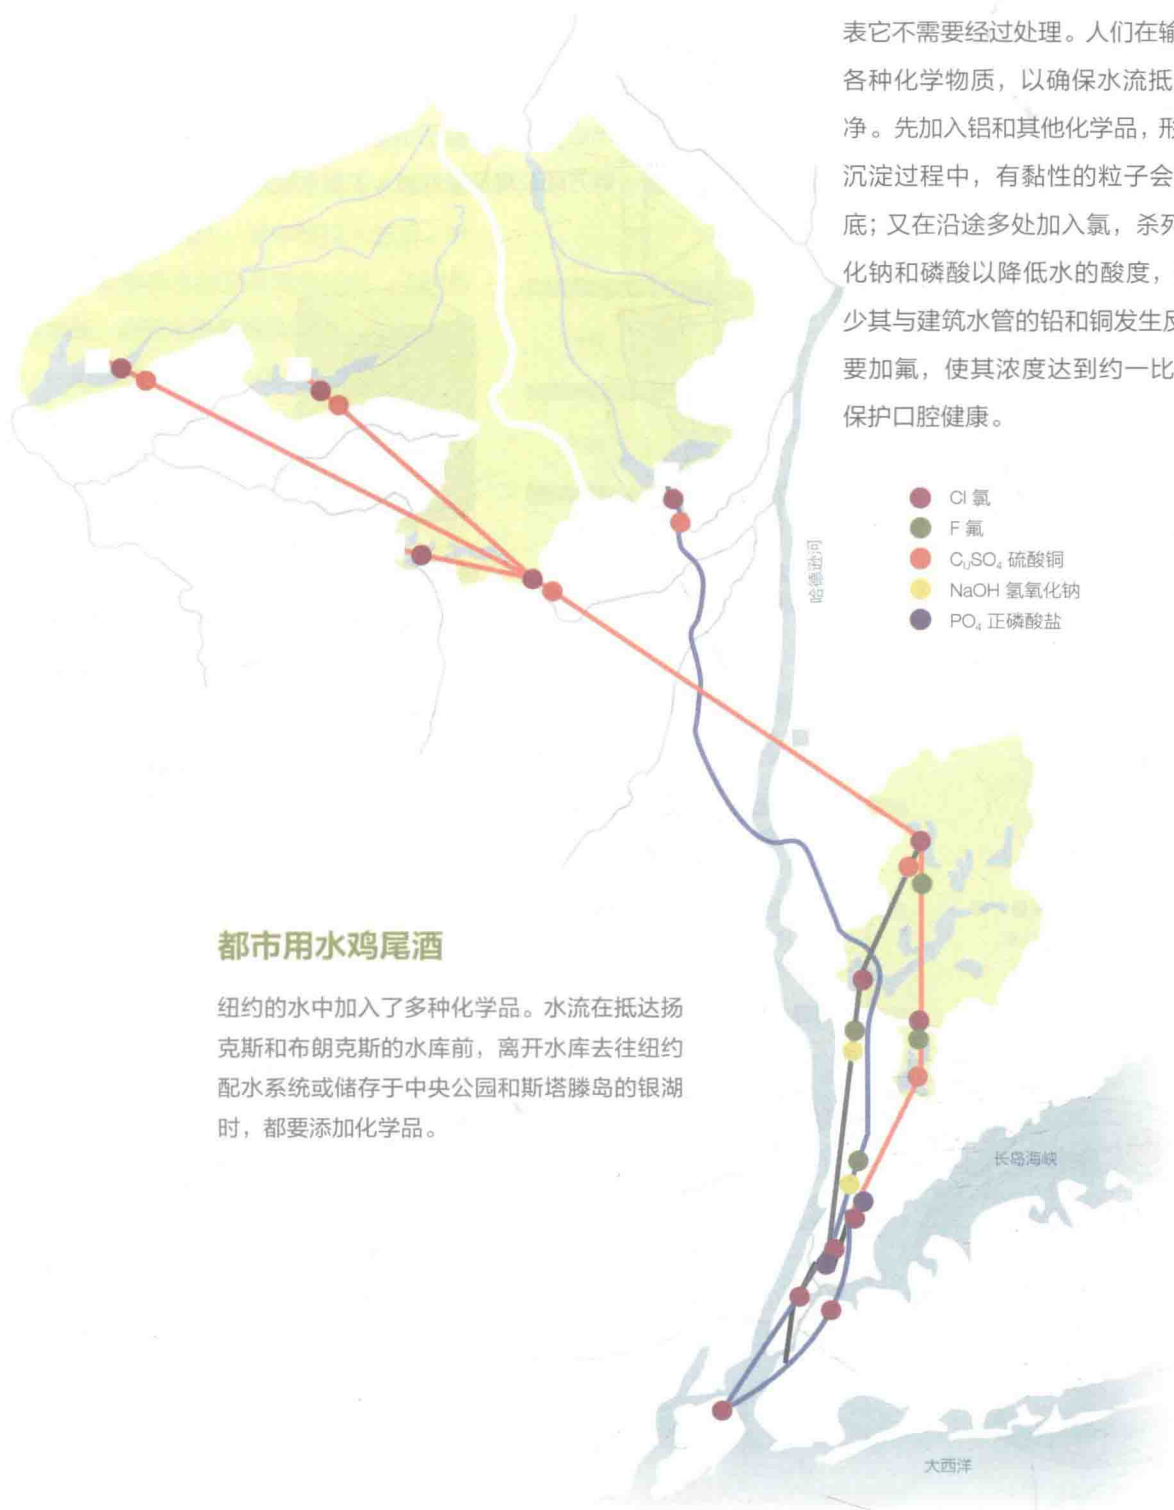 表它不需要经过处理。人们在输
各种化学物质，以确保水流抵
净。先加入铝和其他化学品，形
沉淀过程中，有黏性的粒子会
底；又在沿途多处加入氯，杀死
化钠和磷酸以降低水的酸度，
少其与建筑水管的铅和铜发生反
要加氟，使其浓度达到约一比
保护口腔健康。
Cl 氯
F 氟
CuSO₄ 硫酸铜
NaOH 氢氧化钠
PO₄ 正磷酸盐
哈德逊河
都市用水鸡尾酒
纽约的水中加入了多种化学品。水流在抵达扬
克斯和布朗克斯的水库前，离开水库去往纽约
配水系统或储存于中央公园和斯塔滕岛的银湖
时，都要添加化学品。
长岛海峡
大西洋